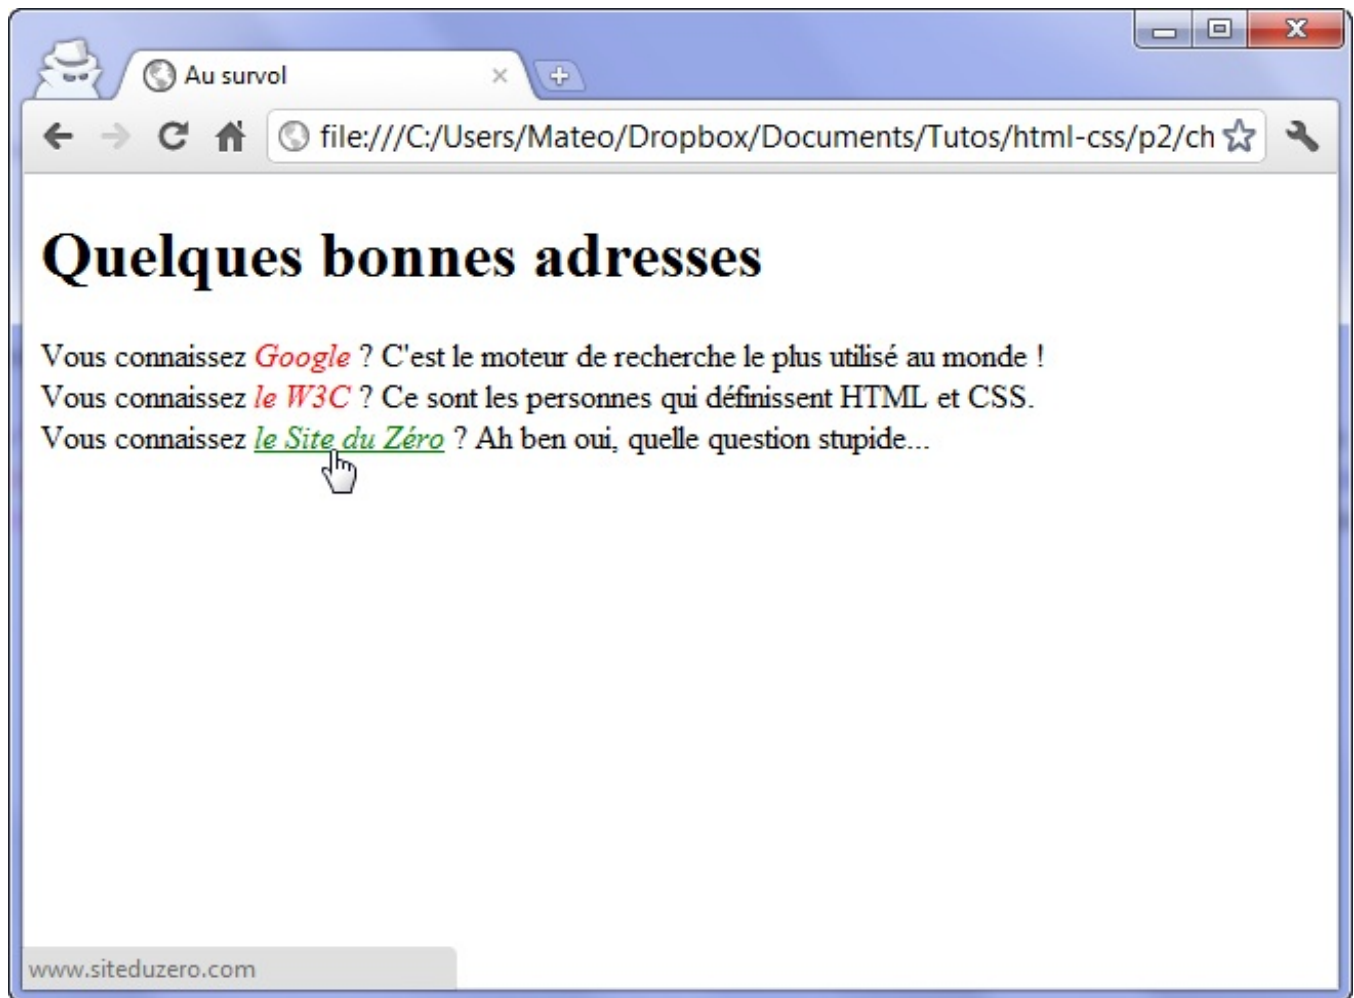 Au survol
file:///C:/Users/Mateo/Dropbox/Documents/Tutos/html-css/p2/ch
Quelques bonnes adresses
Vous connaissez Google ? C'est le moteur de recherche le plus utilisé au monde !
Vous connaissez le W3C ? Ce sont les personnes qui définissent HTML et CSS.
Vous connaissez le Site du Zéro ? Ah ben oui, quelle question stupide...
www.siteduzero.com